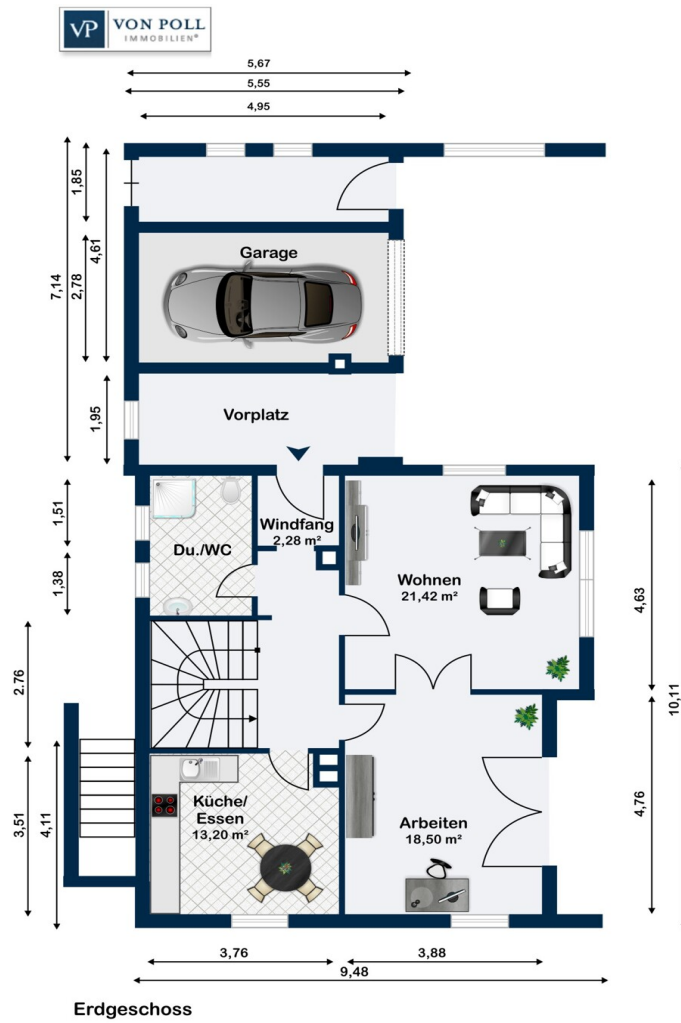 VP VON POLL
IMMOBILIEN®
5,67
5,55
4,95
1,85
4,61
7,14
2,78
Garage
1,95
Vorplatz
1,51
Windfang
2,28 m²
Du./WC
1,38
Wohnen
21,42 m²
4,63
2.76
10,11
3,51
4,11
Küche/
Essen
13,20 m²
Arbeiten
18,50 m²
4,76
3,76
3,88
9,48
Erdgeschoss